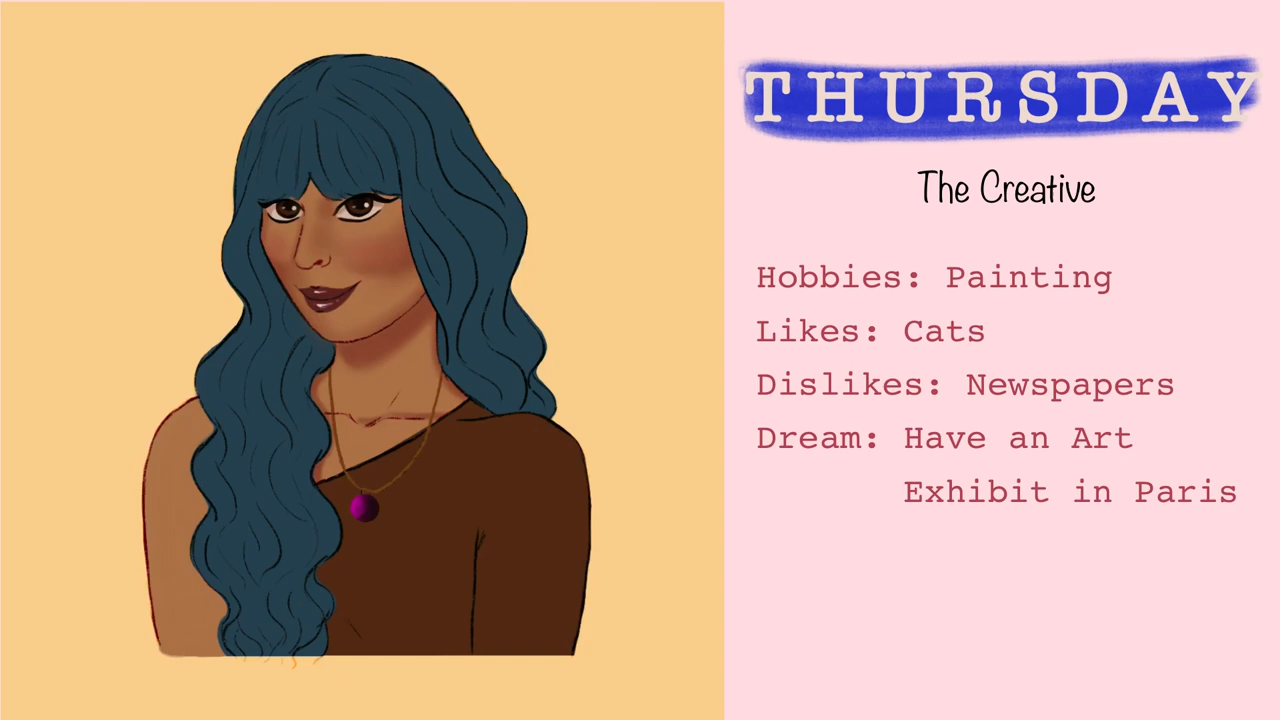 THURSDAY
The Creative
Hobbies: Painting
Likes: Cats
Dislikes: Newspapers
Dream: Have an Art
Exhibit in Paris